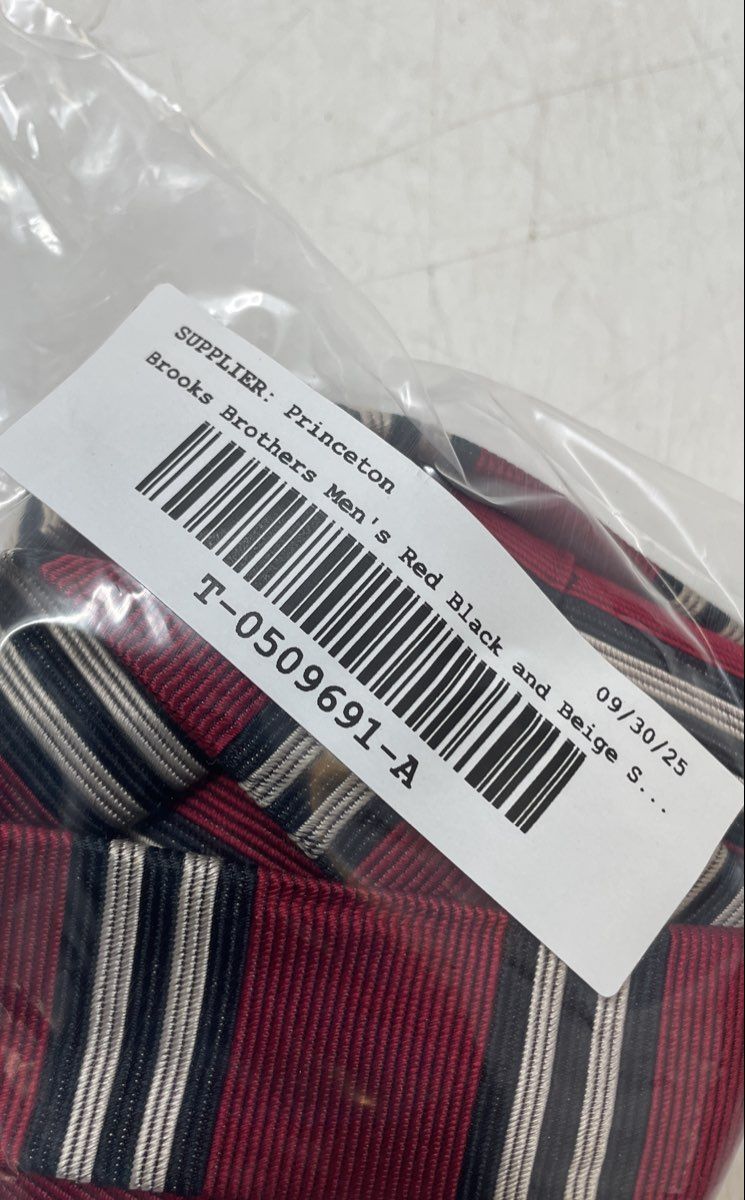 SUPPLIER: Princeton
09/30/25
Brooks Brothers Men's Red Black and Beige S...
T-0509691-A